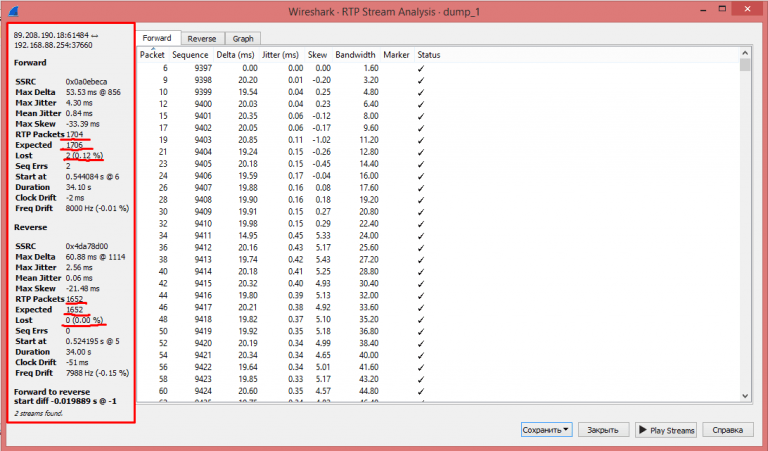 Wireshark · RTP Stream Analysis · dump_1
89.208.190.18:61484 ↔
192.168.88.254:37660
Forward
SSRC 0x0a0ebeca
Max Delta 53.53 ms @ 856
Max Jitter 4.30 ms
Mean Jitter 0.84 ms
Max Skew -33.39 ms
RTP Packets 1704
Expected 1706
Lost 2 (0.12 %)
Seq Errs 2
Start at 0.544084 s @ 6
Duration 34.10 s
Clock Drift -2 ms
Freq Drift 8000 Hz (-0.01 %)
Reverse
SSRC 0x4da78d00
Max Delta 60.88 ms @ 1114
Max Jitter 2.56 ms
Mean Jitter 0.06 ms
Max Skew -21.48 ms
RTP Packets 1652
Expected 1652
Lost 0 (0.00 %)
Seq Errs 0
Start at 0.524195 s @ 5
Duration 34.00 s
Clock Drift -51 ms
Freq Drift 7988 Hz (-0.15 %)
Forward to reverse
start diff -0.019889 s @ -1
2 streams found.
Forward Reverse Graph
Packet Sequence Delta (ms) Jitter (ms) Skew Bandwidth Marker Status
6 9397 0.00 0.00 0.00 1.60 ✓
9 9398 20.20 0.01 -0.20 3.20 ✓
10 9399 19.54 0.04 0.25 4.80 ✓
12 9400 20.03 0.04 0.23 6.40 ✓
15 9401 20.35 0.06 -0.12 8.00 ✓
17 9402 20.05 0.06 -0.17 9.60 ✓
19 9403 20.85 0.11 -1.02 11.20 ✓
21 9404 19.24 0.15 -0.26 12.80 ✓
23 9405 20.18 0.15 -0.45 14.40 ✓
24 9406 19.59 0.17 -0.04 16.00 ✓
26 9407 19.88 0.16 0.08 17.60 ✓
28 9408 19.90 0.16 0.18 19.20 ✓
30 9409 19.91 0.15 0.27 20.80 ✓
32 9410 19.98 0.15 0.29 22.40 ✓
34 9411 14.95 0.45 5.33 24.00 ✓
36 9412 20.16 0.43 5.17 25.60 ✓
38 9413 19.74 0.42 5.43 27.20 ✓
40 9414 20.18 0.41 5.25 28.80 ✓
42 9415 20.32 0.40 4.93 30.40 ✓
44 9416 19.80 0.39 5.13 32.00 ✓
46 9417 20.21 0.38 4.92 33.60 ✓
48 9418 19.82 0.37 5.10 35.20 ✓
50 9419 19.92 0.35 5.18 36.80 ✓
52 9420 20.19 0.34 4.99 38.40 ✓
54 9421 20.34 0.34 4.65 40.00 ✓
56 9422 19.64 0.34 5.01 41.60 ✓
58 9423 19.85 0.33 5.17 43.20 ✓
60 9424 20.60 0.35 4.57 44.80 ✓
Сохранить Закрыть Play Streams Справка